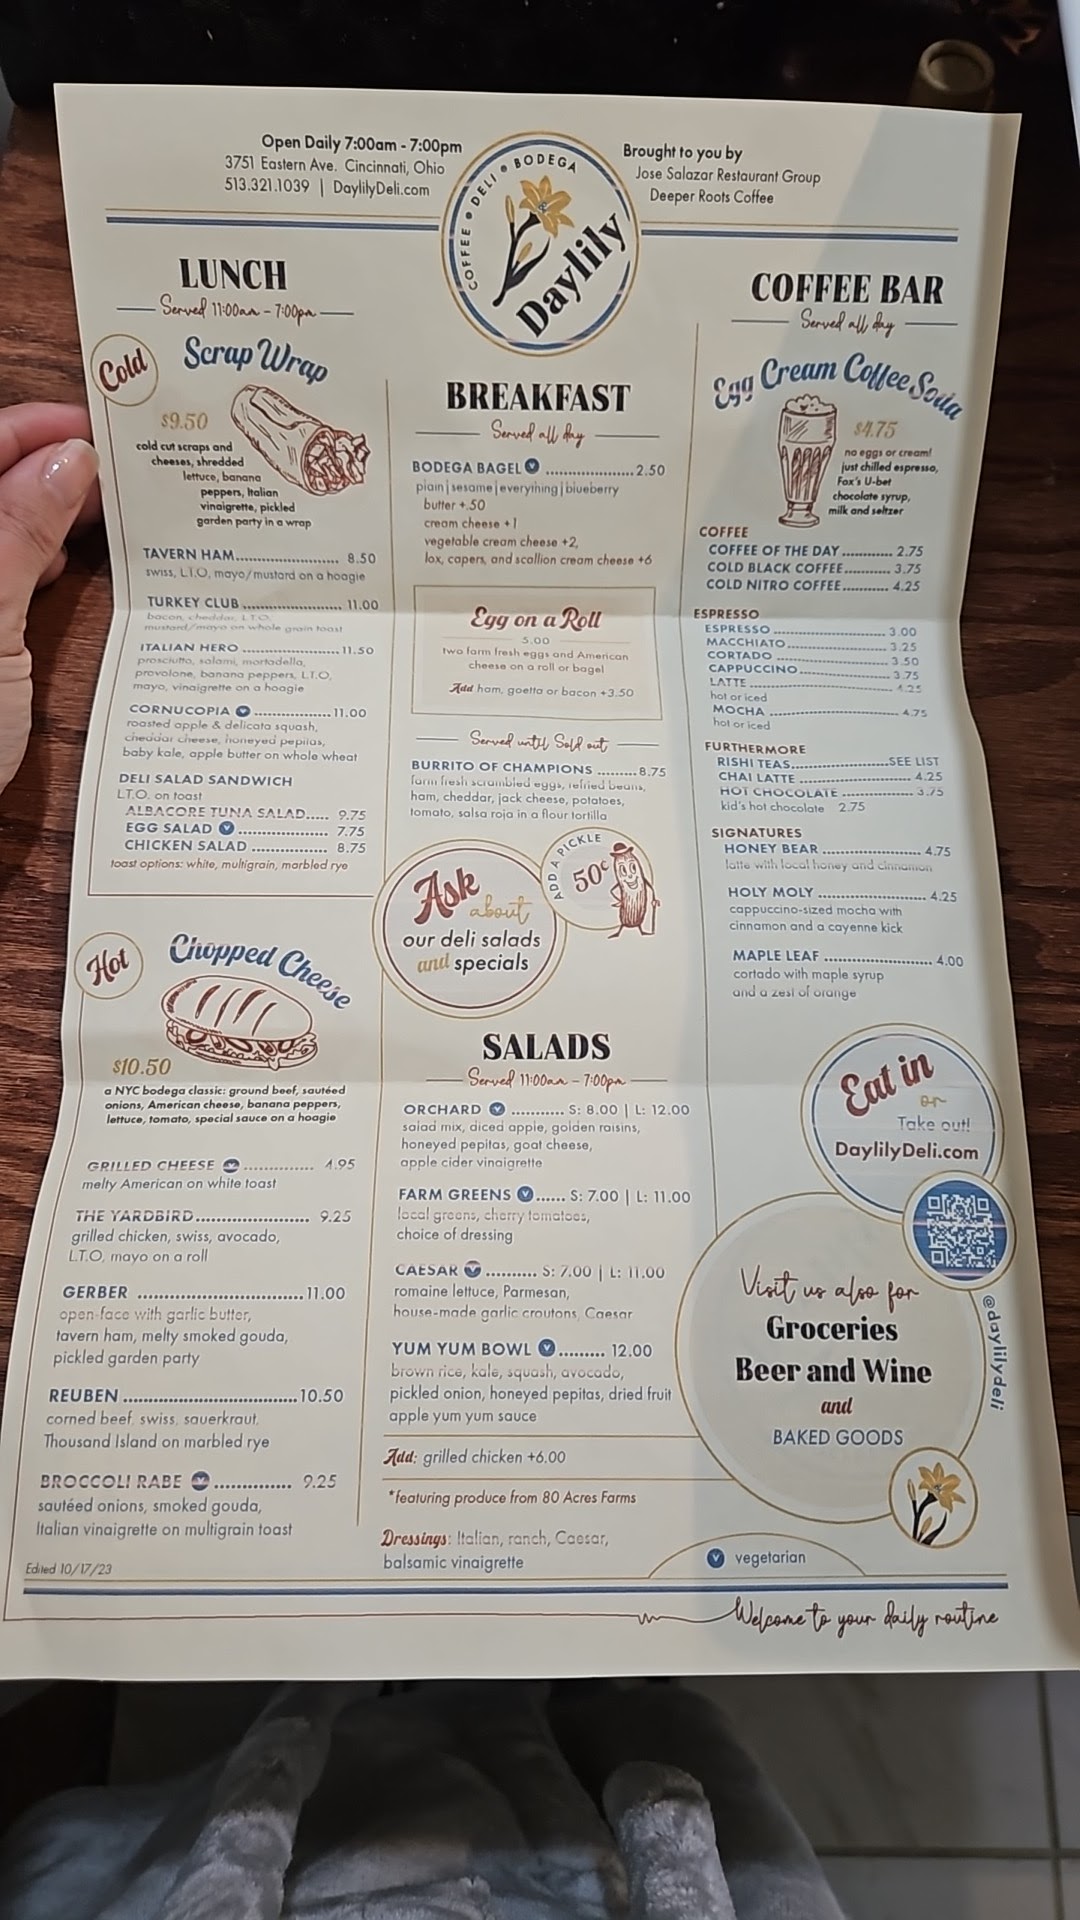 Open Daily 7:00am - 7:00pm
3751 Eastern Ave. Cincinnati, Ohio
513.321.1039 | DaylilyDeli.com
COFFEE • DELI • BODEGA
Daylily
Brought to you by
Jose Salazar Restaurant Group
Deeper Roots Coffee
LUNCH
Served 11:00am - 7:00pm
Cold
Scrap Wrap
$9.50
cold cut scraps and
cheeses, shredded
lettuce, banana
peppers, Italian
vinaigrette, pickled
garden party in a wrap
TAVERN HAM.................... 8.50
swiss, L.T.O, mayo/mustard on a hoagie
TURKEY CLUB .................... 11.00
bacon, cheddar, L.T.O,
mustard/mayo on whole grain toast
ITALIAN HERO .................... 11.50
prosciutto, salami, mortadella,
provolone, banana peppers, L.T.O,
mayo, vinaigrette on a hoagie
CORNUCOPIA V ............... 11.00
roasted apple & delicata squash,
cheddar cheese, honeyed pepitas,
baby kale, apple butter on whole wheat
DELI SALAD SANDWICH
L.T.O. on toast
ALBACORE TUNA SALAD..... 9.75
EGG SALAD V .................. 7.75
CHICKEN SALAD ............... 8.75
toast options: white, multigrain, marbled rye
Hot
Chopped Cheese
$10.50
a NYC bodega classic: ground beef, sautéed
onions, American cheese, banana peppers,
lettuce, tomato, special sauce on a hoagie
GRILLED CHEESE V .............. 4.95
melty American on white toast
THE YARDBIRD....................... 9.25
grilled chicken, swiss, avocado,
L.T.O, mayo on a roll
GERBER ................................. 11.00
open-face with garlic butter,
tavern ham, melty smoked gouda,
pickled garden party
REUBEN ................................. 10.50
corned beef, swiss, sauerkraut,
Thousand Island on marbled rye
BROCCOLI RABE V ............... 9.25
sautéed onions, smoked gouda,
Italian vinaigrette on multigrain toast
Edited 10/17/23
BREAKFAST
Served all day
BODEGA BAGEL V .................... 2.50
plain|sesame|everything|blueberry
butter +.50
cream cheese +1
vegetable cream cheese +2,
lox, capers, and scallion cream cheese +6
Egg on a Roll
5.00
two farm fresh eggs and American
cheese on a roll or bagel
Add ham, goetta or bacon +3.50
Served until Sold out
BURRITO OF CHAMPIONS .........8.75
farm fresh scrambled eggs, refried beans,
ham, cheddar, jack cheese, potatoes,
tomato, salsa roja in a flour tortilla
Ask
about
our deli salads
and specials
ADD A PICKLE
50¢
SALADS
Served 11:00am - 7:00pm
ORCHARD V .......... S: 8.00 | L: 12.00
salad mix, diced apple, golden raisins,
honeyed pepitas, goat cheese,
apple cider vinaigrette
FARM GREENS V...... S: 7.00 | L: 11.00
local greens, cherry tomatoes,
choice of dressing
CAESAR V .......... S: 7.00 | L: 11.00
romaine lettuce, Parmesan,
house-made garlic croutons, Caesar
YUM YUM BOWL V......... 12.00
brown rice, kale, squash, avocado,
pickled onion, honeyed pepitas, dried fruit
apple yum yum sauce
Add: grilled chicken +6.00
*featuring produce from 80 Acres Farms
Dressings: Italian, ranch, Caesar,
balsamic vinaigrette
COFFEE BAR
Served all day
Egg Cream Coffee Soda
$4.75
no eggs or cream!
just chilled espresso,
Fox's U-bet
chocolate syrup,
milk and seltzer
COFFEE
COFFEE OF THE DAY........... 2.75
COLD BLACK COFFEE........... 3.75
COLD NITRO COFFEE........... 4.25
ESPRESSO
ESPRESSO ......................... 3.00
MACCHIATO ...................... 3.25
CORTADO ......................... 3.50
CAPPUCCINO.................... 3.75
LATTE ............................... 4.25
hot or iced
MOCHA ............................ 4.75
hot or iced
FURTHERMORE
RISHI TEAS....................SEE LIST
CHAI LATTE ...................... 4.25
HOT CHOCOLATE ............... 3.75
kid's hot chocolate 2.75
SIGNATURES
HONEY BEAR.................... 4.75
latte with local honey and cinnamon
HOLY MOLY ..................... 4.25
cappuccino-sized mocha with
cinnamon and a cayenne kick
MAPLE LEAF ..................... 4.00
cortado with maple syrup
and a zest of orange
Eat in
or
Take out!
DaylilyDeli.com
@daylilydeli
Visit us also for
Groceries
Beer and Wine
and
BAKED GOODS
V vegetarian
Welcome to your daily routine